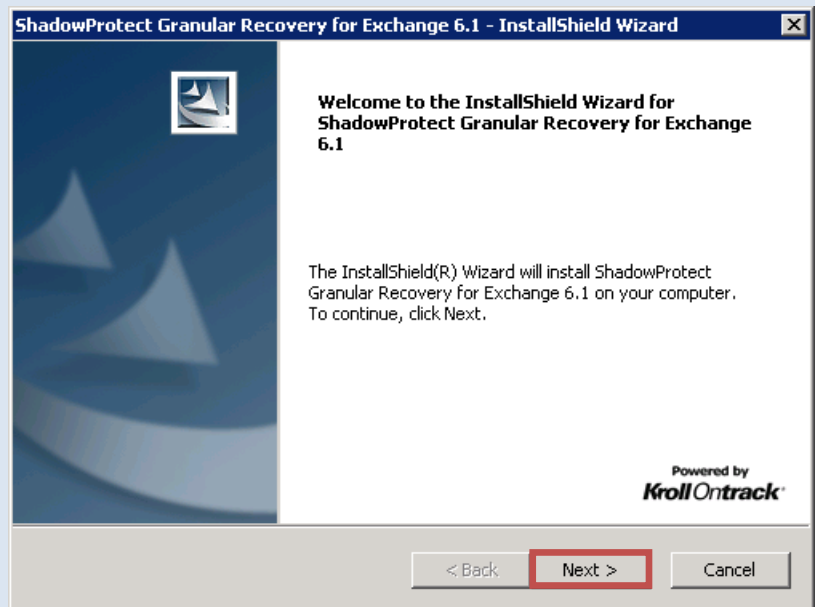 ShadowProtect Granular Recovery for Exchange 6.1 - InstallShield Wizard
Welcome to the InstallShield Wizard for
ShadowProtect Granular Recovery for Exchange
6.1
The InstallShield(R) Wizard will install ShadowProtect
Granular Recovery for Exchange 6.1 on your computer.
To continue, click Next.
Powered by
KrollOntrack
< Back
Next >
Cancel